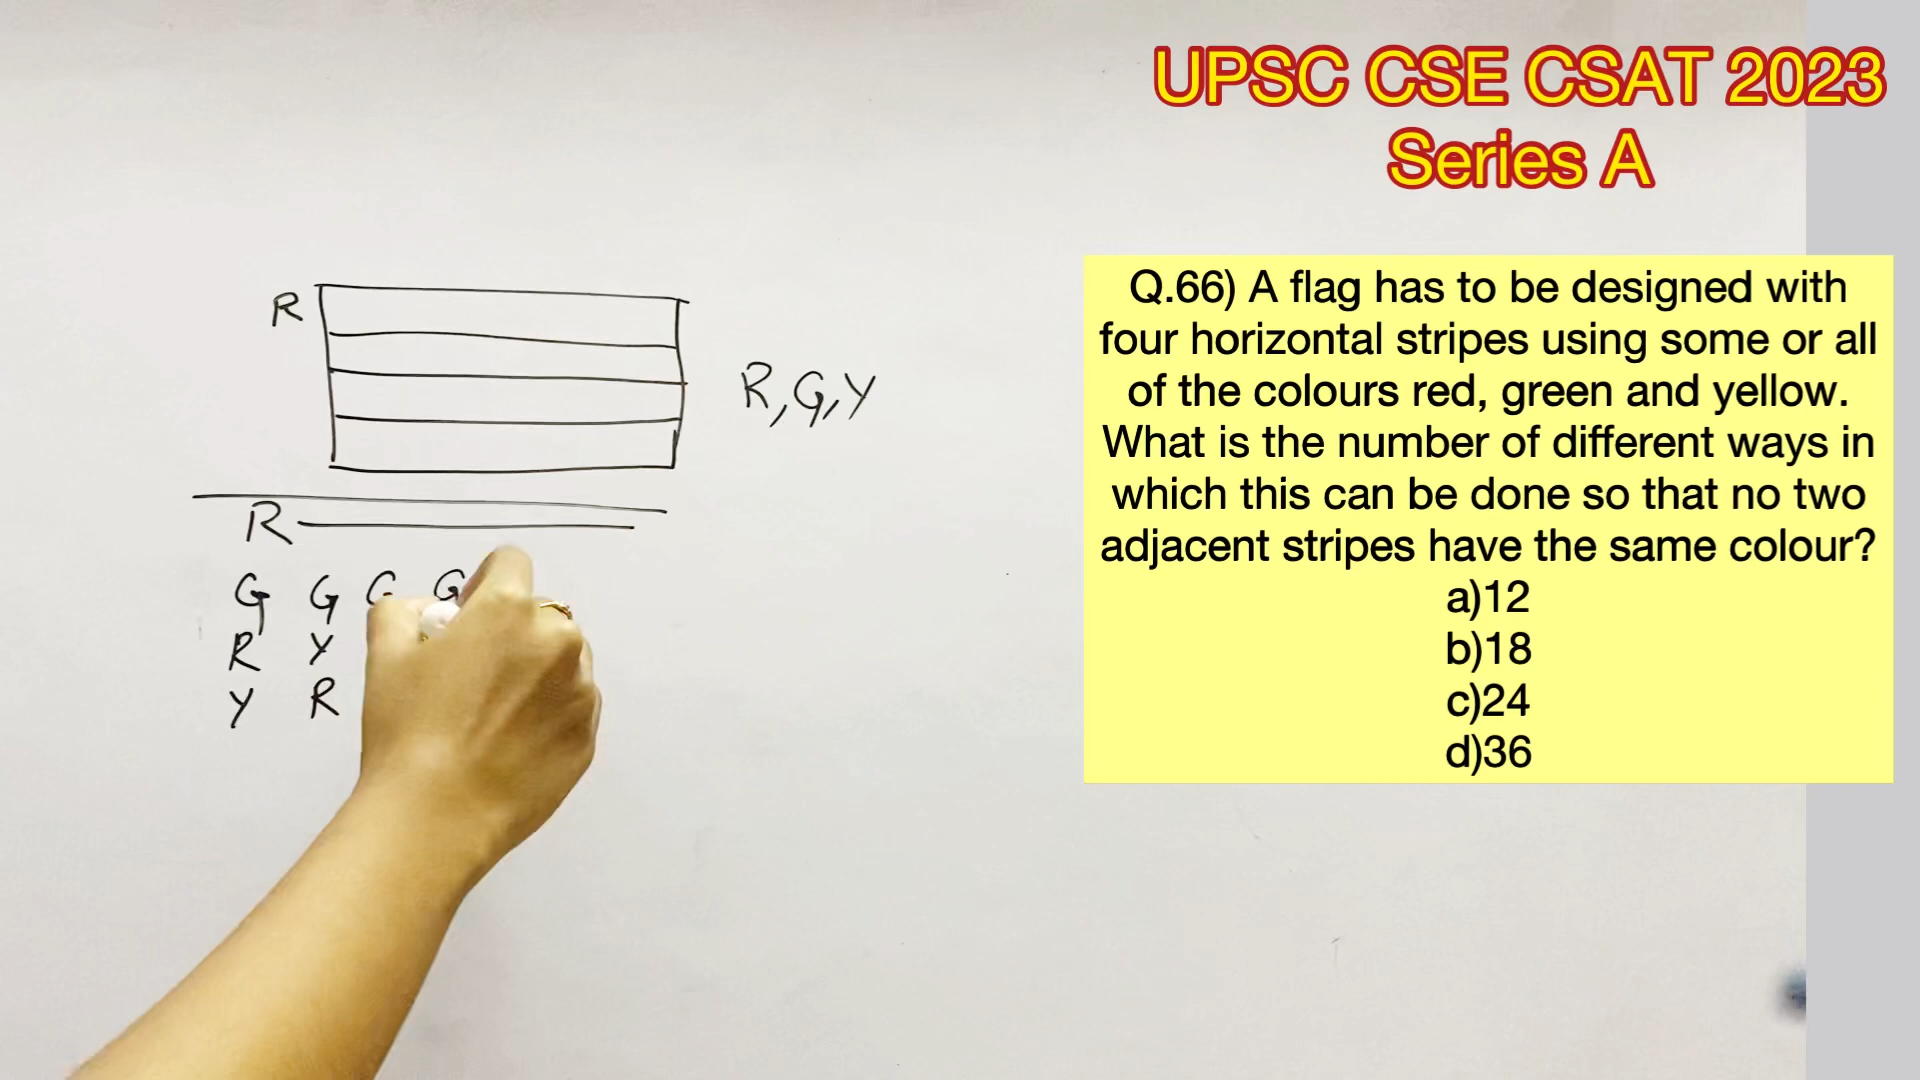 UPSC CSE CSAT 2023
Series A
Q.66) A flag has to be designed with
four horizontal stripes using some or all
of the colours red, green and yellow.
What is the number of different ways in
which this can be done so that no two
adjacent stripes have the same colour?
a)12
b)18
c)24
d)36
R
R,G,Y
R
G G G G
R Y
Y R